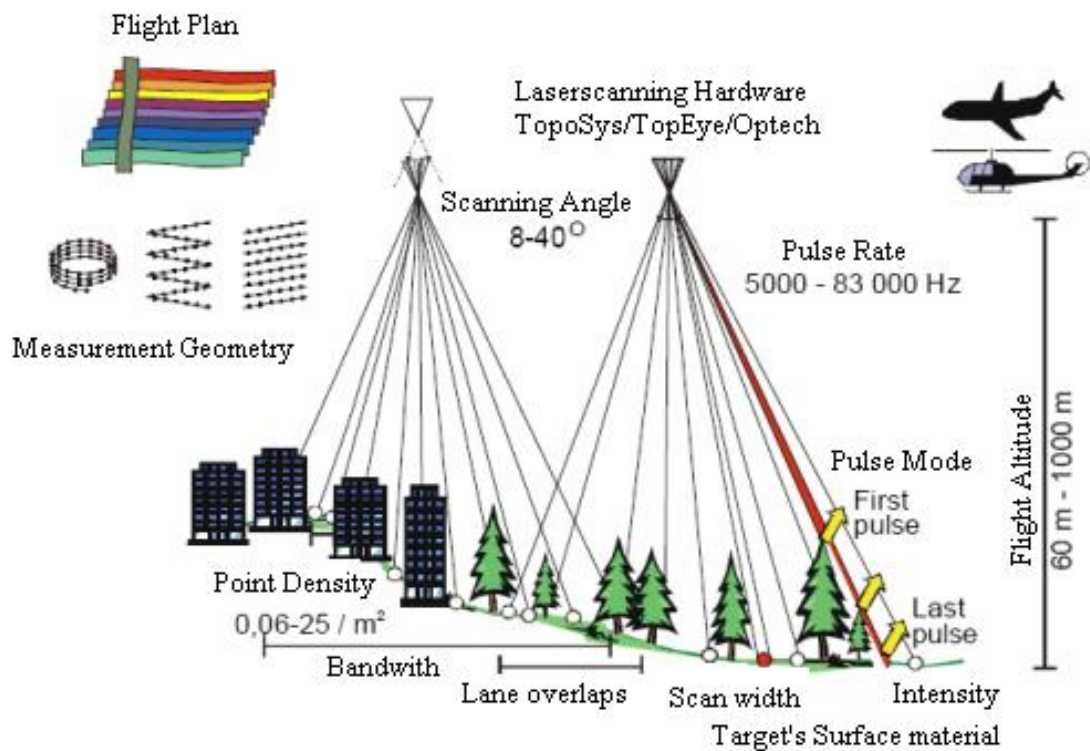 Flight Plan
Laserscanning Hardware
TopoSys/TopEye/Optech
Scanning Angle
8-40°
Pulse Rate
5000 - 83 000 Hz
Measurement Geometry
Flight Altitude
60 m - 1000 m
Pulse Mode
First
pulse
Point Density
0,06-25 / m²
Last
pulse
Bandwith
Lane overlaps
Scan width
Intensity
Target's Surface material